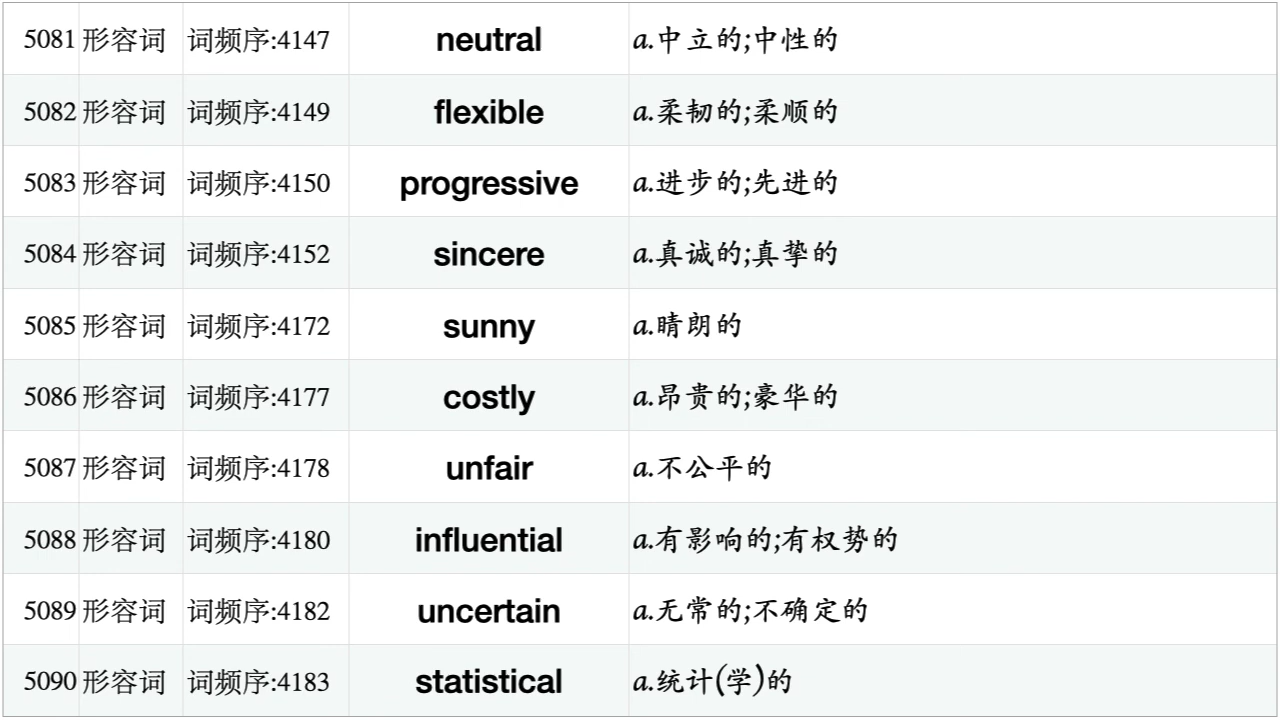 5081 形容词 词频序:4147 neutral a.中立的;中性的
5082 形容词 词频序:4149 flexible a.柔韧的;柔顺的
5083 形容词 词频序:4150 progressive a.进步的;先进的
5084 形容词 词频序:4152 sincere a.真诚的;真挚的
5085 形容词 词频序:4172 sunny a.晴朗的
5086 形容词 词频序:4177 costly a.昂贵的;豪华的
5087 形容词 词频序:4178 unfair a.不公平的
5088 形容词 词频序:4180 influential a.有影响的;有权势的
5089 形容词 词频序:4182 uncertain a.无常的;不确定的
5090 形容词 词频序:4183 statistical a.统计(学)的